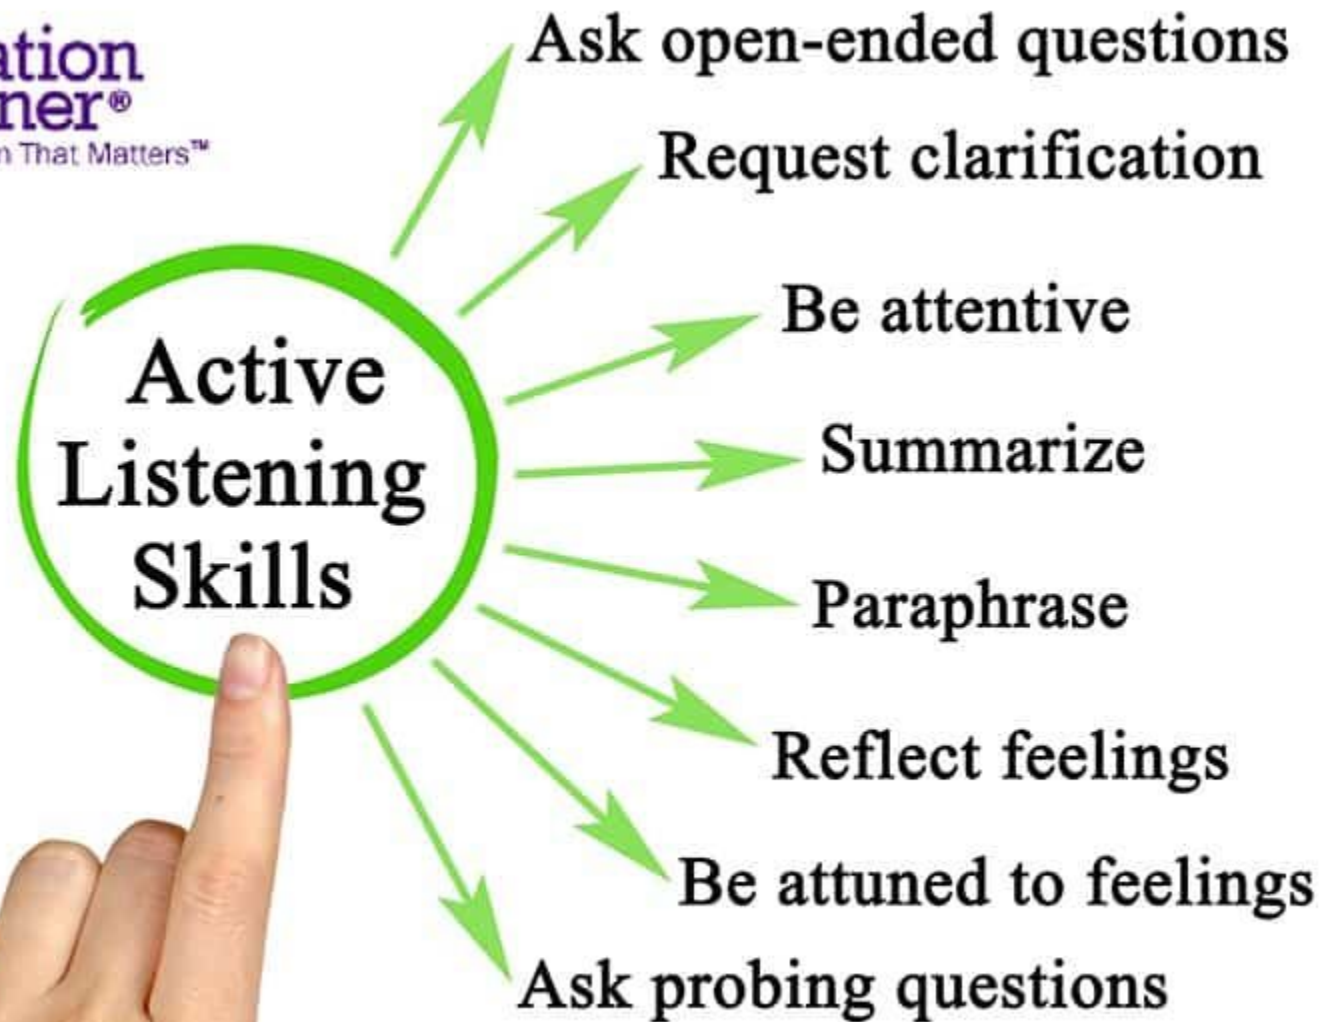 ation
ner®
n That Matters™
Ask open-ended questions
Request clarification
Be attentive
Active
Listening
Skills
Summarize
Paraphrase
Reflect feelings
Be attuned to feelings
Ask probing questions